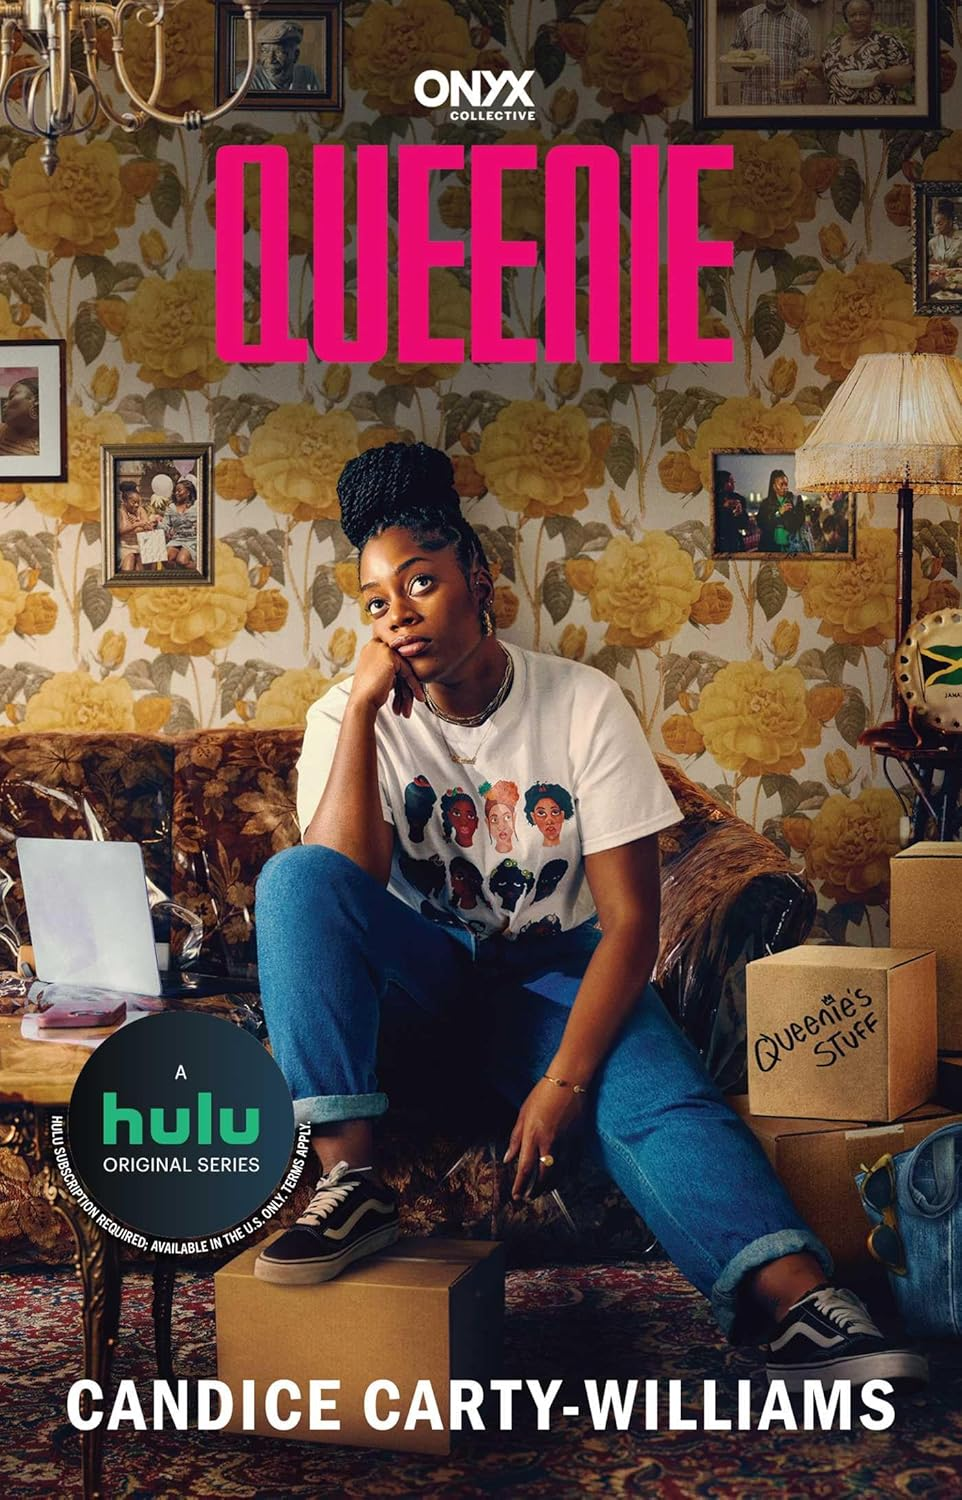 ONYX
COLLECTIVE
QUEENIE
A
hulu
ORIGINAL SERIES
HULU SUBSCRIPTION REQUIRED; AVAILABLE IN THE U.S. ONLY. TERMS APPLY.
Queenie's
STUFF
CANDICE CARTY-WILLIAMS